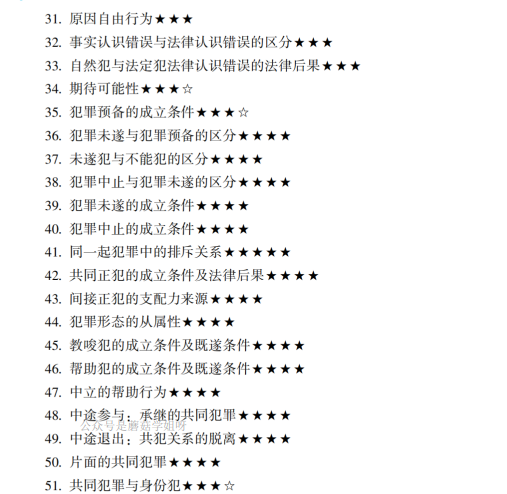 31. 原因自由行为★★★
32. 事实认识错误与法律认识错误的区分★★★
33. 自然犯与法定犯法律认识错误的法律后果★★★
34. 期待可能性★★★☆
35. 犯罪预备的成立条件★★★☆
36. 犯罪未遂与犯罪预备的区分★★★★
37. 未遂犯与不能犯的区分★★★★
38. 犯罪中止与犯罪未遂的区分★★★★
39. 犯罪未遂的成立条件★★★★
40. 犯罪中止的成立条件★★★★
41. 同一起犯罪中的排斥关系★★★★★
42. 共同正犯的成立条件及法律后果★★★★
43. 间接正犯的支配力来源★★★★
44. 犯罪形态的从属性★★★★
45. 教唆犯的成立条件及既遂条件★★★★
46. 帮助犯的成立条件及既遂条件★★★★
47. 中立的帮助行为★★★★
48. 中途参与：承继的共同犯罪★★★★
公众号是蘑菇学姐呀
49. 中途退出：共犯关系的脱离★★★★
50. 片面的共同犯罪★★★★
51. 共同犯罪与身份犯★★★☆